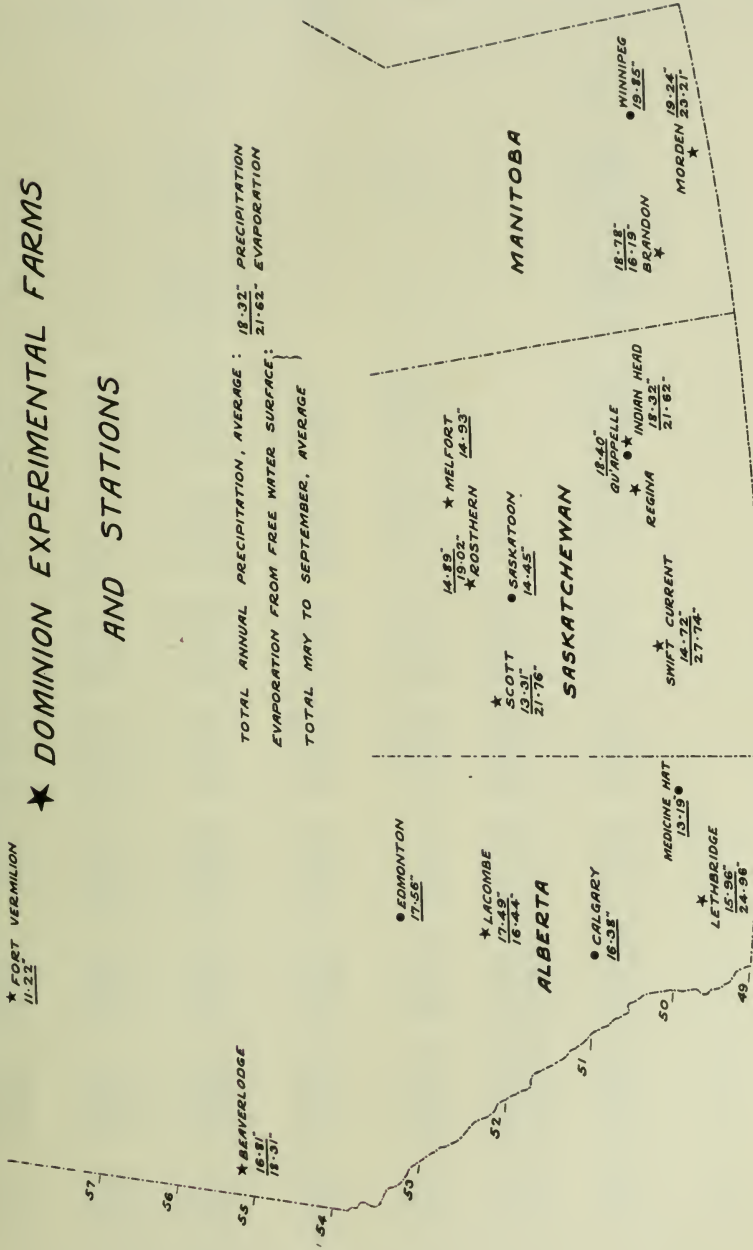 ★ DOMINION EXPERIMENTAL FARMS
AND STATIONS
TOTAL ANNUAL PRECIPITATION, AVERAGE : 18·32" PRECIPITATION
EVAPORATION FROM FREE WATER SURFACE: 21·62" EVAPORATION
TOTAL MAY TO SEPTEMBER, AVERAGE
★ FORT VERMILION
11·22"
★ BEAVERLODGE
16·81"
18·31"
57
56
55
54
53
52
51
50
49
● EDMONTON
17·56"
★ LACOMBE
17·49"
16·44"
ALBERTA
● CALGARY
16·38"
MEDICINE HAT
13·19"
LETHBRIDGE
15·96"
24·96"
★ MELFORT
14·93"
14·89"
19·02"
★ ROSTHERN
● SASKATOON
14·45"
SCOTT
13·31"
21·76"
SASKATCHEWAN
18·40"
QU'APPELLE
INDIAN HEAD
18·32"
21·62"
REGINA
SWIFT CURRENT
14·72"
27·74"
MANITOBA
● WINNIPEG
19·85"
18·78"
16·19"
BRANDON
MORDEN 19·24"
23·21"